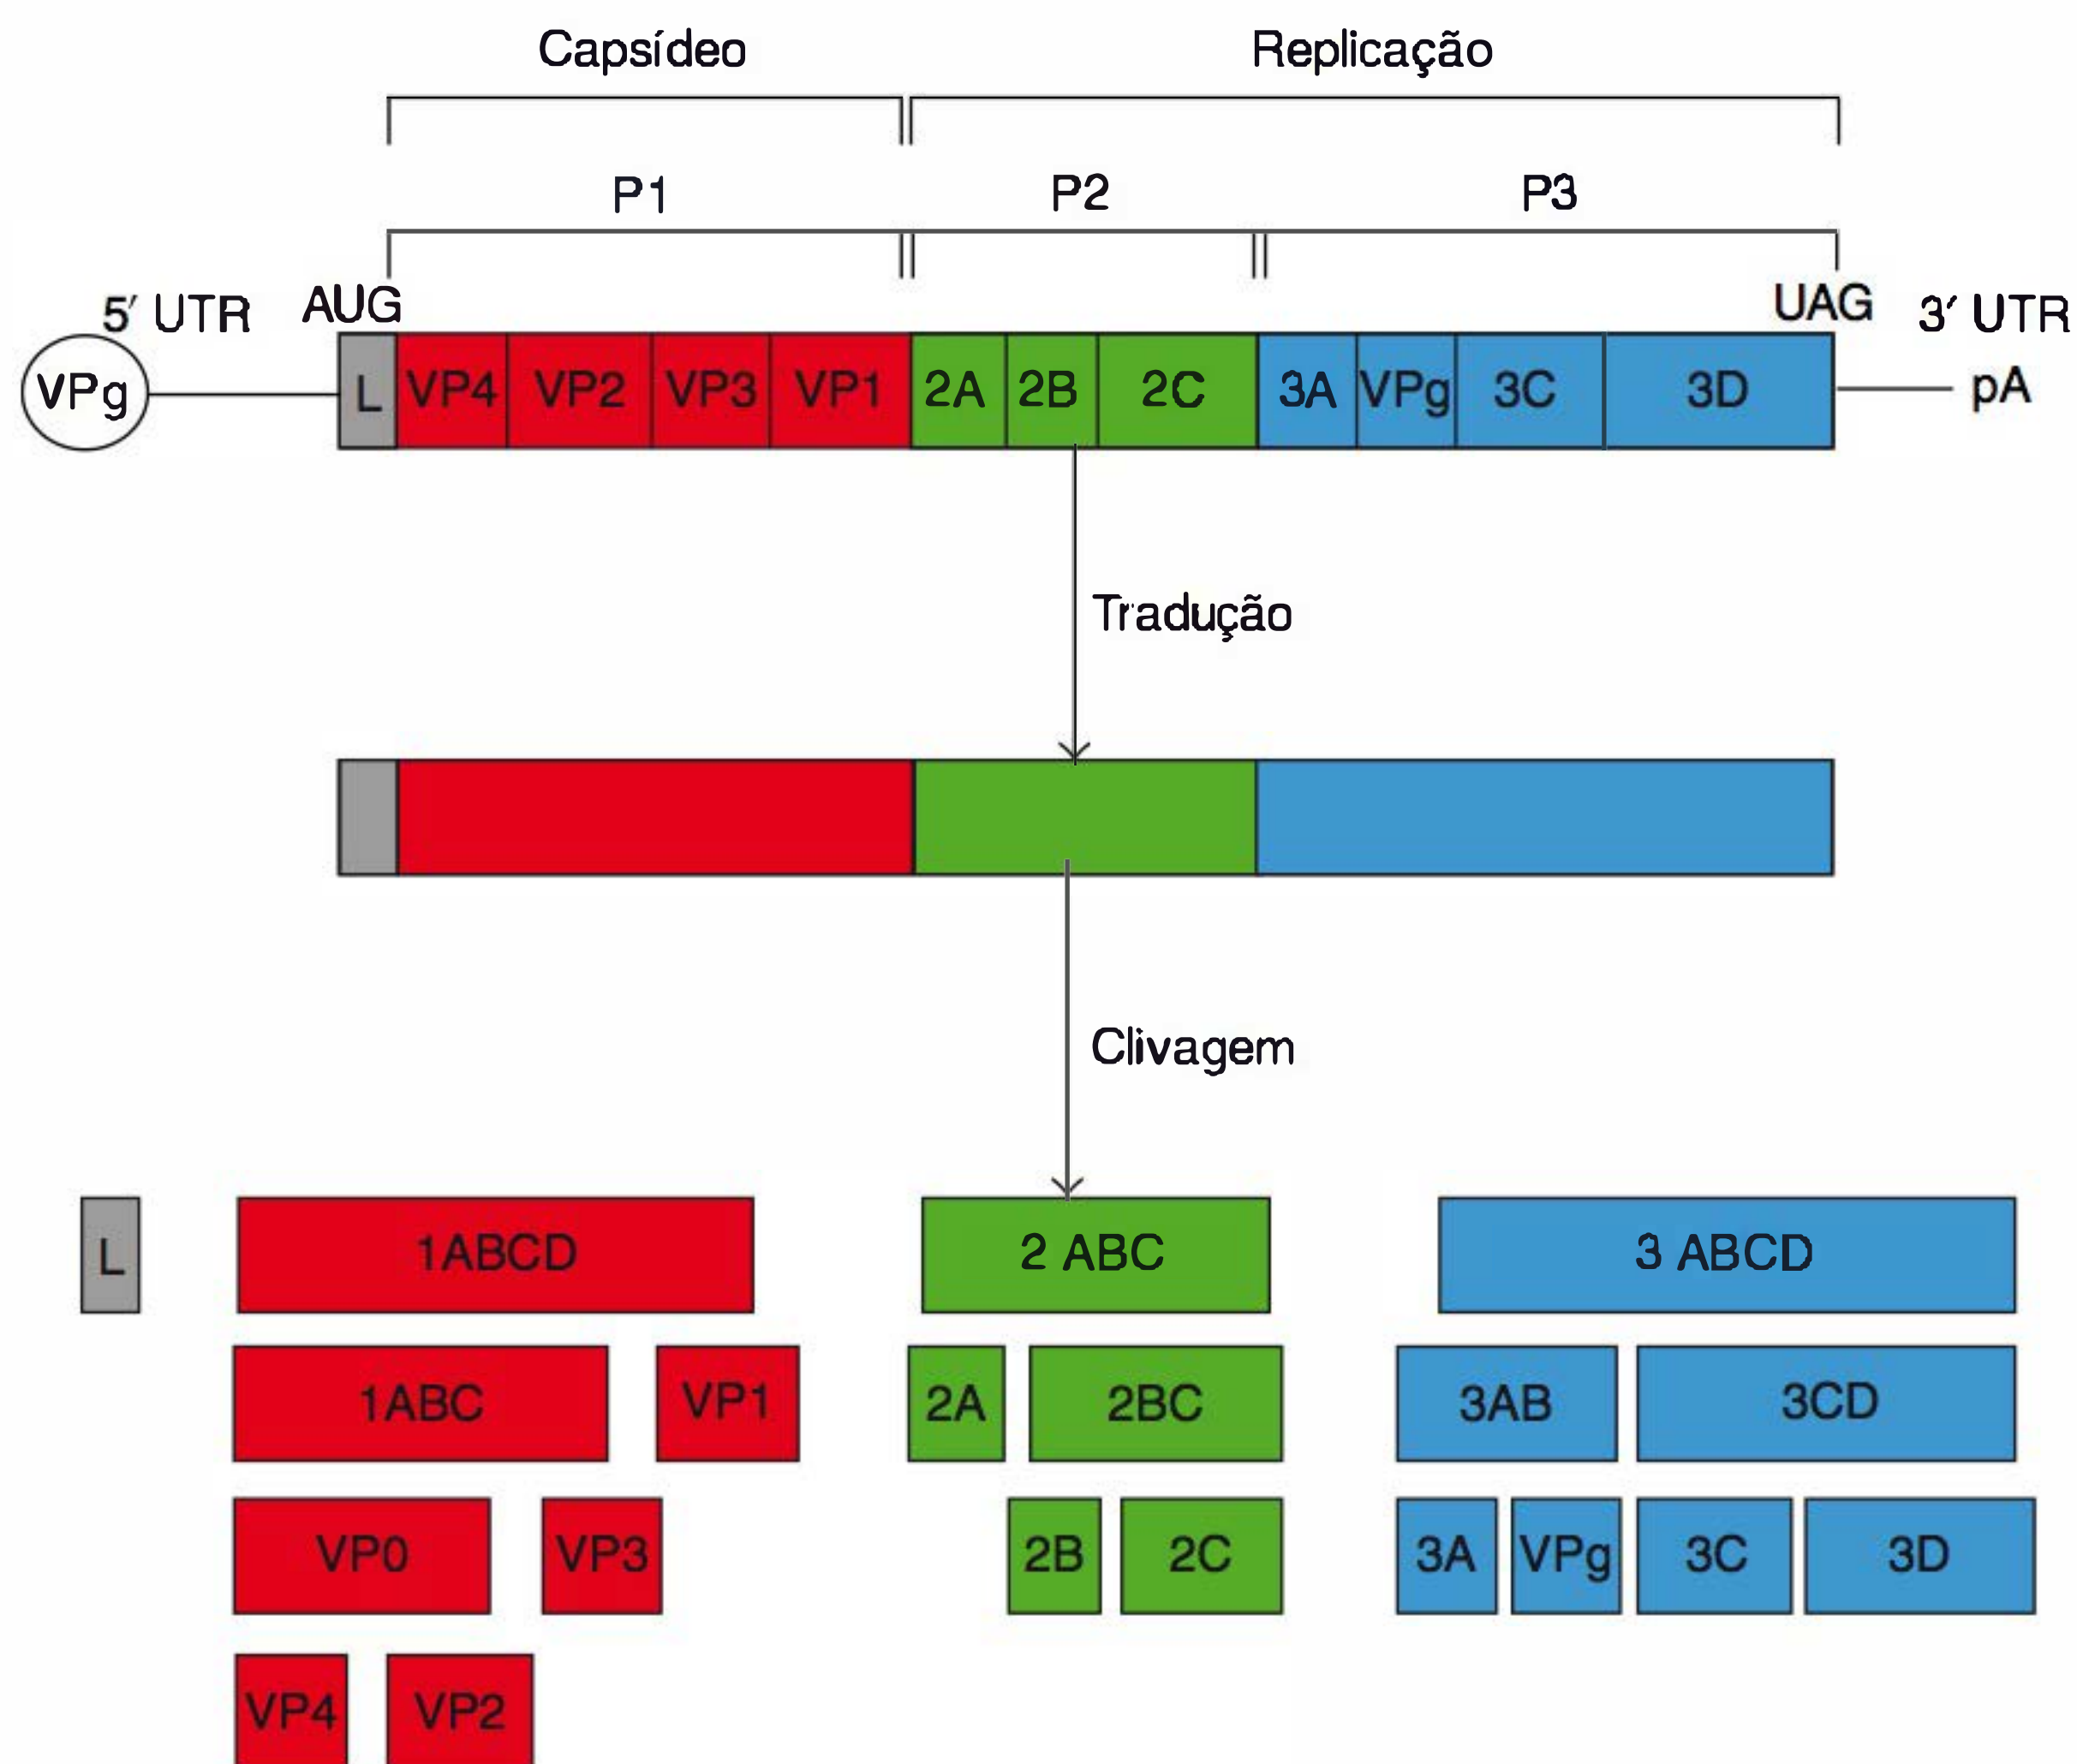 Capsídeo Replicação
P1 P2 P3
5′ UTR AUG UAG 3′ UTR
VPg L VP4 VP2 VP3 VP1 2A 2B 2C 3A VPg 3C 3D pA
Tradução
Clivagem
L 1ABCD 2 ABC 3 ABCD
1ABC VP1 2A 2BC 3AB 3CD
VP0 VP3 2B 2C 3A VPg 3C 3D
VP4 VP2